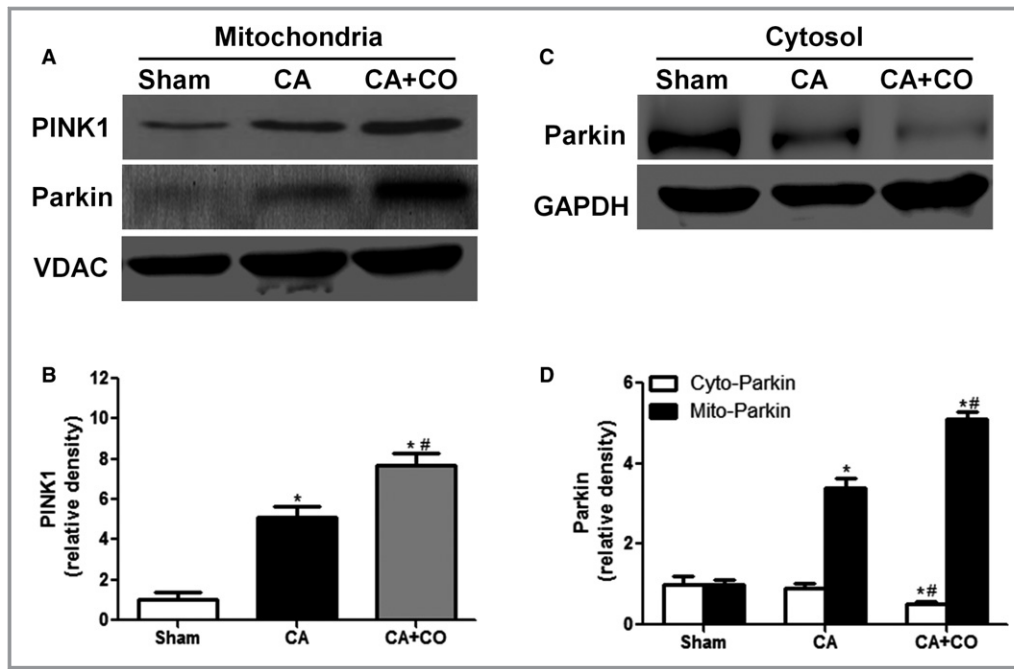 A
Mitochondria
Sham CA CA+CO
PINK1
Parkin
VDAC
C
Cytosol
Sham CA CA+CO
Parkin
GAPDH
B
PINK1
(relative density)
12
10
8
6
4
2
0
*
* #
Sham CA CA+CO
D
Parkin
(relative density)
6
4
2
0
Cyto-Parkin
Mito-Parkin
*
*#
*#
Sham CA CA+CO